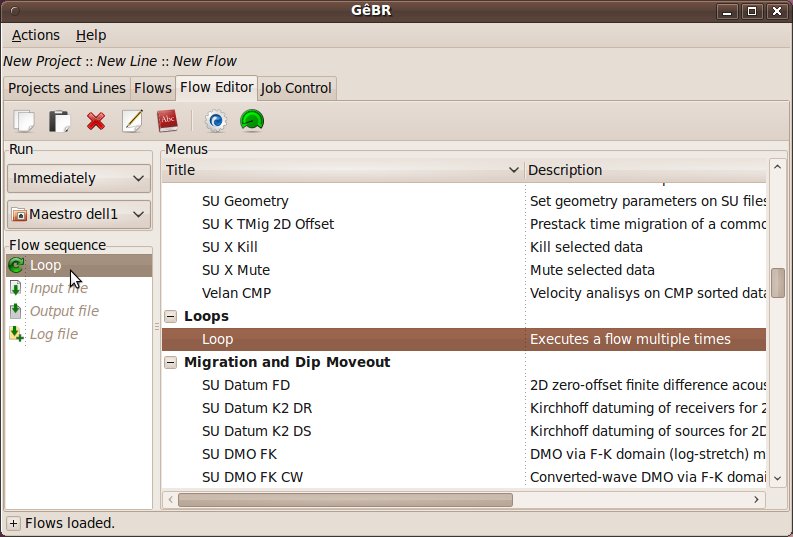 GêBR
Actions Help
New Project :: New Line :: New Flow
Projects and Lines Flows Flow Editor Job Control
Abc
Run
Immediately
Maestro dell1
Flow sequence
Loop
Input file
Output file
Log file
Menus
Title Description
SU Geometry Set geometry parameters on SU files
SU K TMig 2D Offset Prestack time migration of a commo
SU X Kill Kill selected data
SU X Mute Mute selected data
Velan CMP Velocity analisys on CMP sorted data
Loops
Loop Executes a flow multiple times
Migration and Dip Moveout
SU Datum FD 2D zero-offset finite difference acous
SU Datum K2 DR Kirchhoff datuming of receivers for 2
SU Datum K2 DS Kirchhoff datuming of sources for 2D
SU DMO FK DMO via F-K domain (log-stretch) m
SU DMO FK CW Converted-wave DMO via F-K domai
Flows loaded.